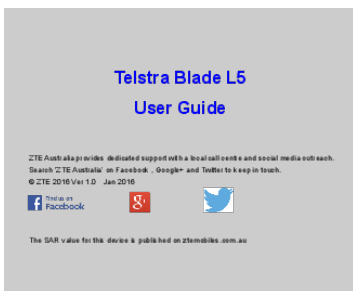 Telstra Blade L5
User Guide
ZTE Australia provides dedicated support with a local call centre and social media outreach.
Search 'ZTE Australia' on Facebook , Google+ and Twitter to keep in touch.
© ZTE 2016 Ver 1.0 Jan 2016
Find us on
Facebook
g+
The SAR value for this device is published on ztemobiles.com.au